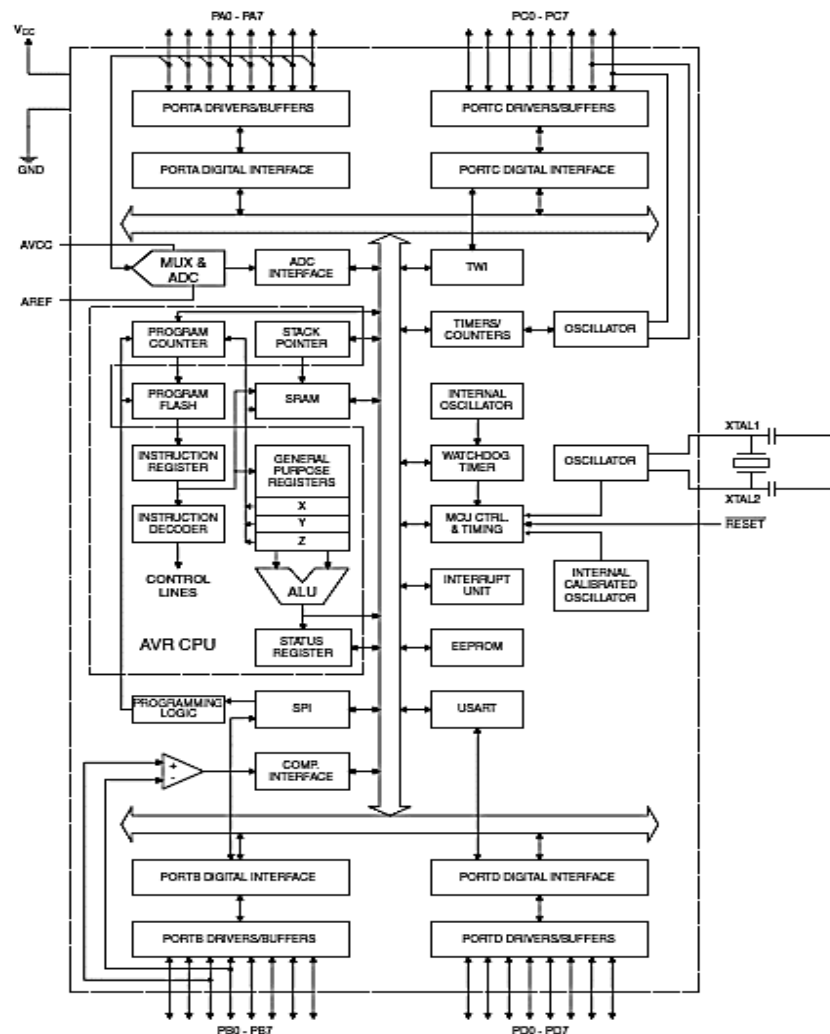 PA0 - PA7
PC0 - PC7
VCC
PORTA DRIVERS/BUFFERS
PORTC DRIVERS/BUFFERS
GND
PORTA DIGITAL INTERFACE
PORTC DIGITAL INTERFACE
AVCC
MUX &
ADC
ADC
INTERFACE
TWI
AREF
PROGRAM
COUNTER
STACK
POINTER
TIMERS/
COUNTERS
OSCILLATOR
PROGRAM
FLASH
SRAM
INTERNAL
OSCILLATOR
XTAL1
INSTRUCTION
REGISTER
GENERAL
PURPOSE
REGISTERS
WATCHDOG
TIMER
OSCILLATOR
XTAL2
X
Y
Z
INSTRUCTION
DECODER
MCU CTRL.
& TIMING
RESET
CONTROL
LINES
ALU
INTERRUPT
UNIT
INTERNAL
CALIBRATED
OSCILLATOR
AVR CPU
STATUS
REGISTER
EEPROM
PROGRAMMING
LOGIC
SPI
USART
+
-
COMP.
INTERFACE
PORTB DIGITAL INTERFACE
PORTD DIGITAL INTERFACE
PORTB DRIVERS/BUFFERS
PORTD DRIVERS/BUFFERS
PB0 - PB7
PD0 - PD7